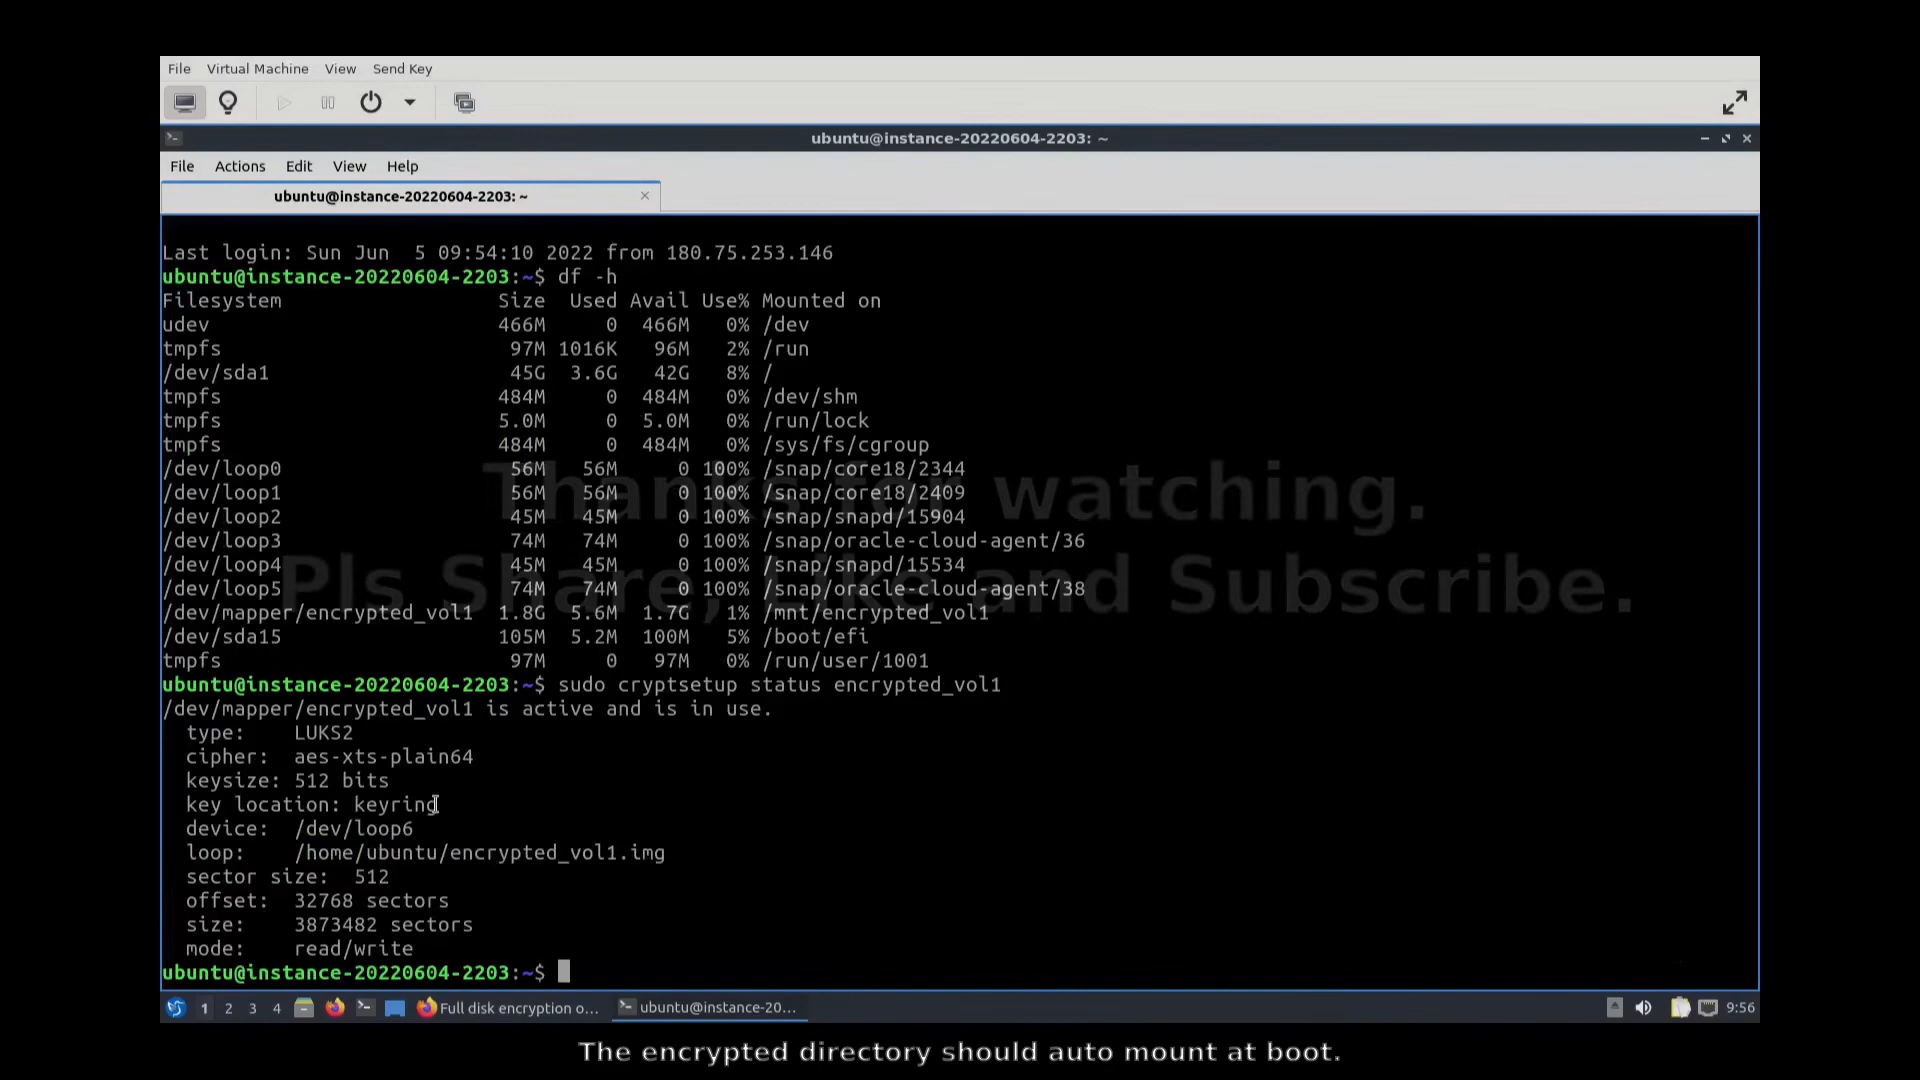 File Virtual Machine View Send Key
ubuntu@instance-20220604-2203: ~
File Actions Edit View Help
ubuntu@instance-20220604-2203: ~
Last login: Sun Jun  5 09:54:10 2022 from 180.75.253.146
ubuntu@instance-20220604-2203:~$ df -h
Filesystem Size Used Avail Use% Mounted on
udev 466M 0 466M 0% /dev
tmpfs 97M 1016K 96M 2% /run
/dev/sda1 45G 3.6G 42G 8% /
tmpfs 484M 0 484M 0% /dev/shm
tmpfs 5.0M 0 5.0M 0% /run/lock
tmpfs 484M 0 484M 0% /sys/fs/cgroup
/dev/loop0 56M 56M 0 100% /snap/core18/2344
/dev/loop1 56M 56M 0 100% /snap/core18/2409
/dev/loop2 45M 45M 0 100% /snap/snapd/15904
/dev/loop3 74M 74M 0 100% /snap/oracle-cloud-agent/36
/dev/loop4 45M 45M 0 100% /snap/snapd/15534
/dev/loop5 74M 74M 0 100% /snap/oracle-cloud-agent/38
/dev/mapper/encrypted_vol1 1.8G 5.6M 1.7G 1% /mnt/encrypted_vol1
/dev/sda15 105M 5.2M 100M 5% /boot/efi
tmpfs 97M 0 97M 0% /run/user/1001
ubuntu@instance-20220604-2203:~$ sudo cryptsetup status encrypted_vol1
/dev/mapper/encrypted_vol1 is active and is in use.
type: LUKS2
cipher: aes-xts-plain64
keysize: 512 bits
key location: keyring
device: /dev/loop6
loop: /home/ubuntu/encrypted_vol1.img
sector size: 512
offset: 32768 sectors
size: 3873482 sectors
mode: read/write
ubuntu@instance-20220604-2203:~$
Thanks for watching.
Pls Share, Like and Subscribe.
1 2 3 4 Full disk encryption o... ubuntu@instance-20... 9:56
The encrypted directory should auto mount at boot.